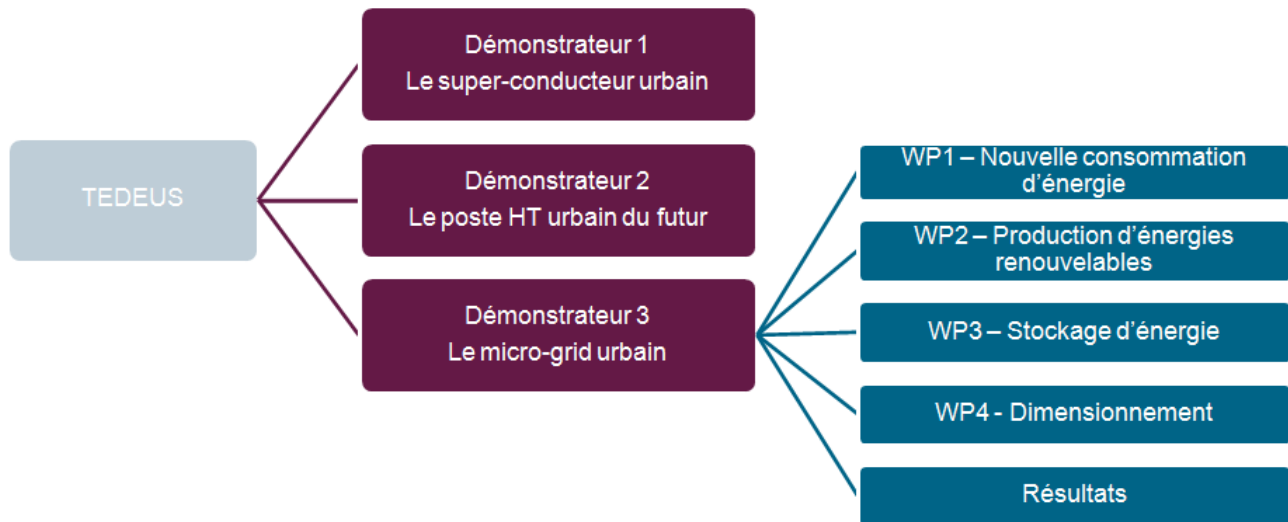 TEDEUS
Démonstrateur 1
Le super-conducteur urbain
Démonstrateur 2
Le poste HT urbain du futur
Démonstrateur 3
Le micro-grid urbain
WP1 – Nouvelle consommation
d'énergie
WP2 – Production d'énergies
renouvelables
WP3 – Stockage d'énergie
WP4 - Dimensionnement
Résultats